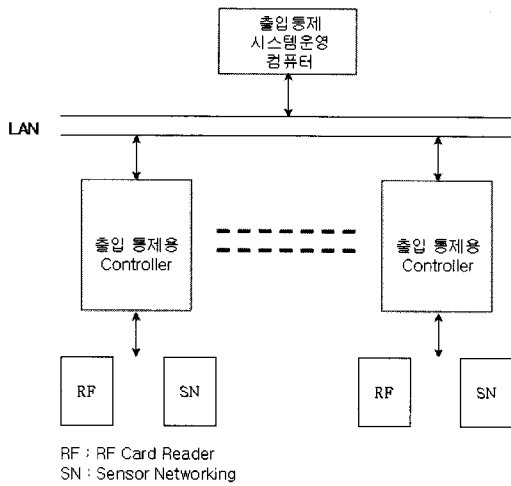 출입통제
시스템운영
컴퓨터
LAN
출입 통제용
Controller
출입 통제용
Controller
RF
SN
RF
SN
RF : RF Card Reader
SN : Sensor Networking